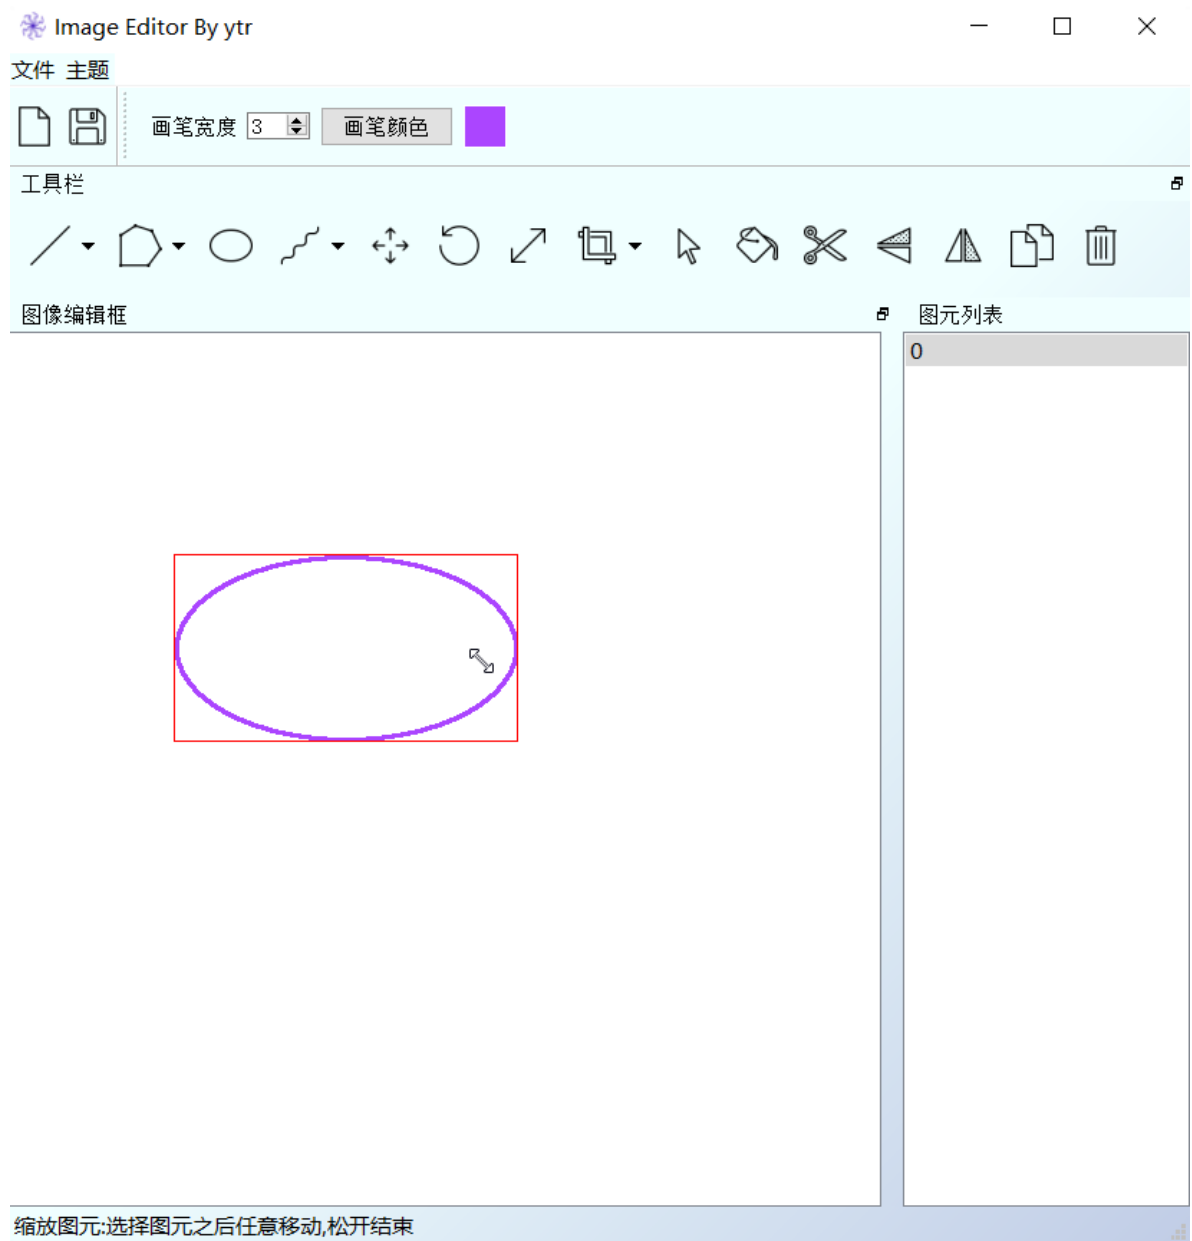 Image Editor By ytr
文件 主题
画笔宽度 3 画笔颜色
工具栏
图像编辑框
图元列表
0
缩放图元:选择图元之后任意移动,松开结束